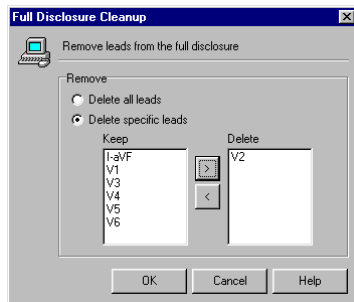 Full Disclosure Cleanup
Remove leads from the full disclosure
Remove
Delete all leads
Delete specific leads
Keep Delete
I-aVF
V1
V3
V4
V5
V6
>
<
V2
OK Cancel Help